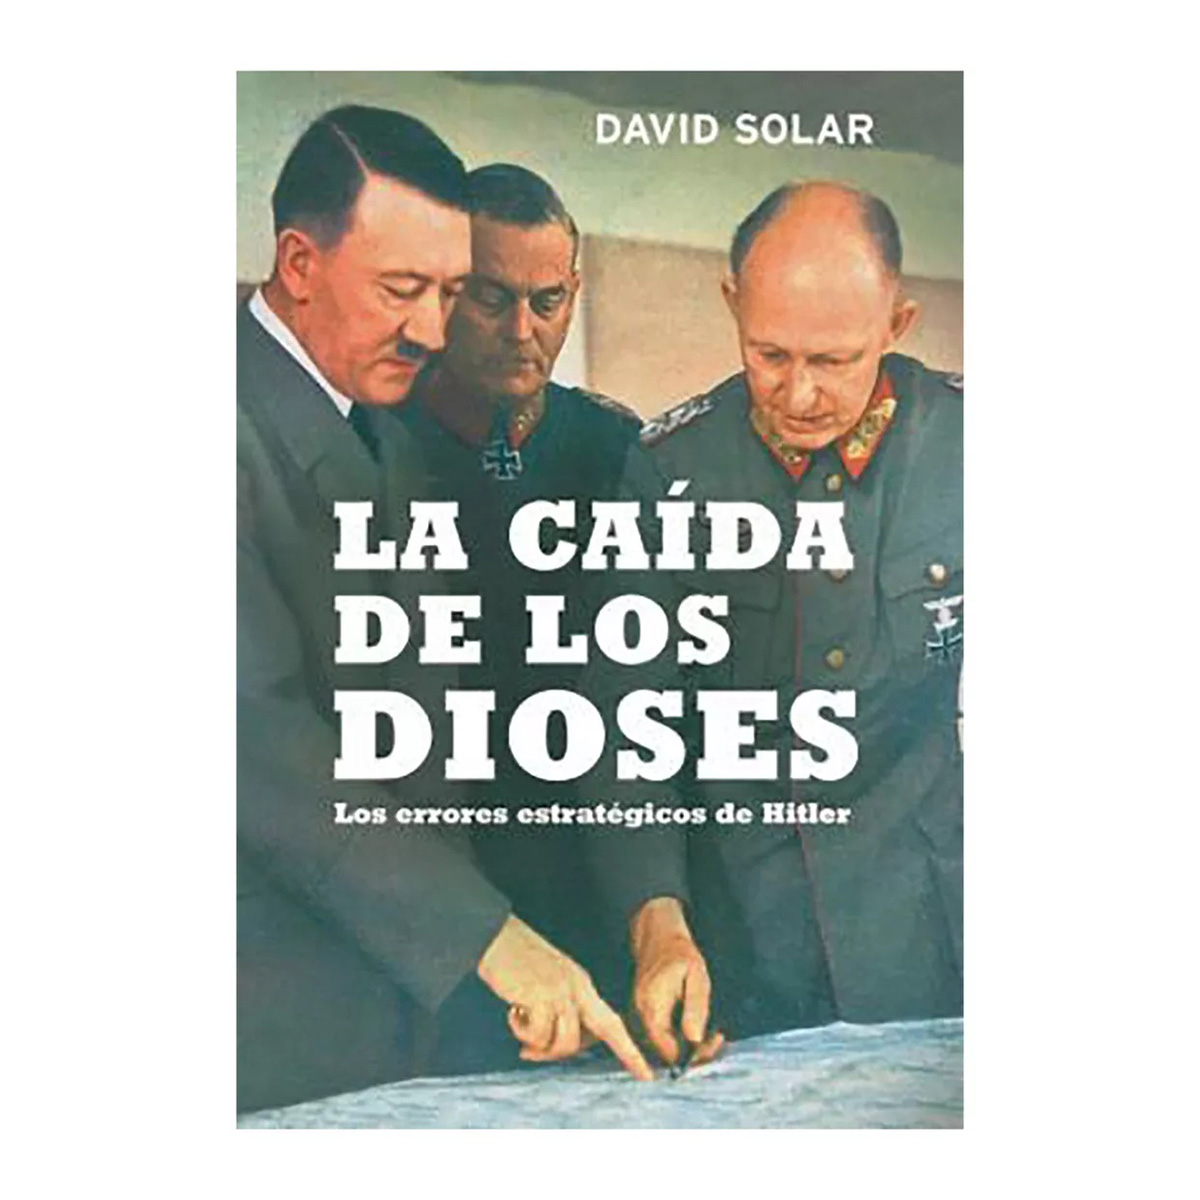 DAVID SOLAR
LA CAÍDA
DE LOS
DIOSES
Los errores estratégicos de Hitler